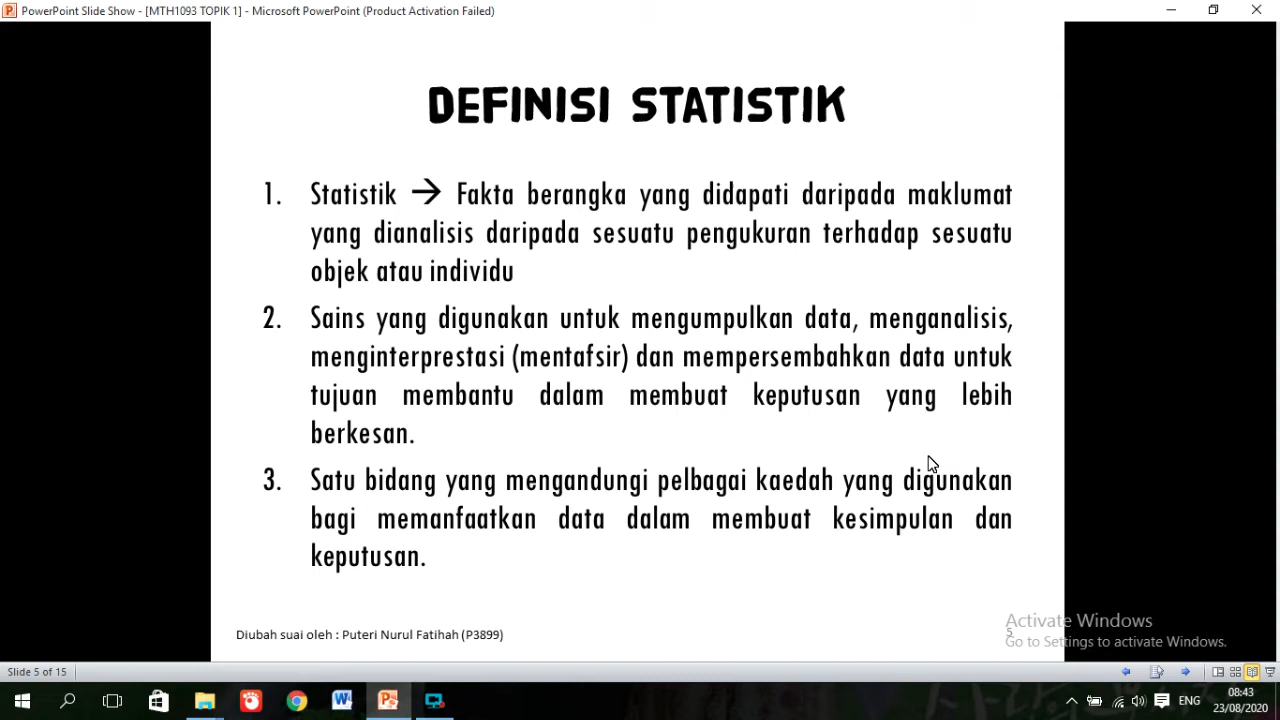 PowerPoint Slide Show - [MTH1093 TOPIK 1] - Microsoft PowerPoint (Product Activation Failed)
DEFINISI STATISTIK
1. Statistik → Fakta berangka yang didapati daripada maklumat
yang dianalisis daripada sesuatu pengukuran terhadap sesuatu
objek atau individu
2. Sains yang digunakan untuk mengumpulkan data, menganalisis,
menginterprestasi (mentafsir) dan mempersembahkan data untuk
tujuan membantu dalam membuat keputusan yang lebih
berkesan.
3. Satu bidang yang mengandungi pelbagai kaedah yang digunakan
bagi memanfaatkan data dalam membuat kesimpulan dan
keputusan.
Diubah suai oleh : Puteri Nurul Fatihah (P3899)
5
Activate Windows
Go to Settings to activate Windows.
Slide 5 of 15
ENG
08:43
23/08/2020